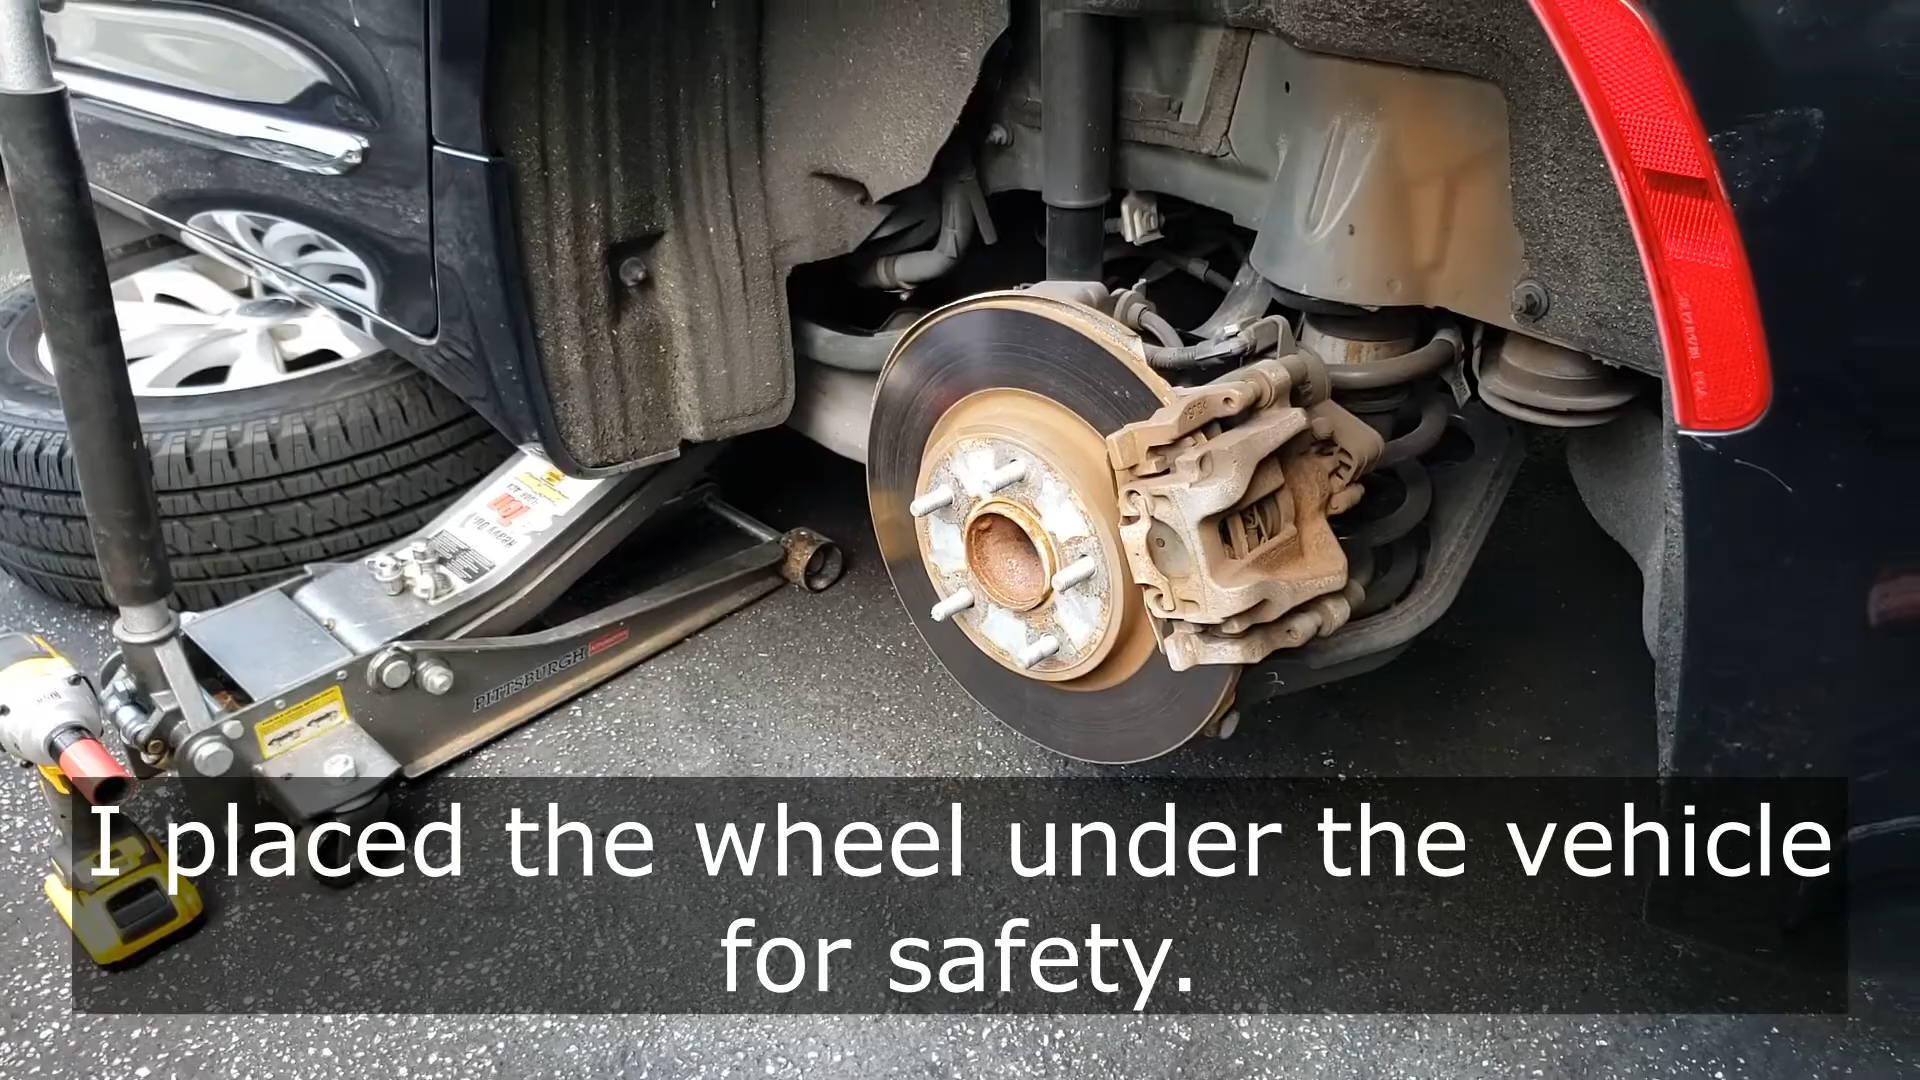 PITTSBURGH
I placed the wheel under the vehicle
for safety.